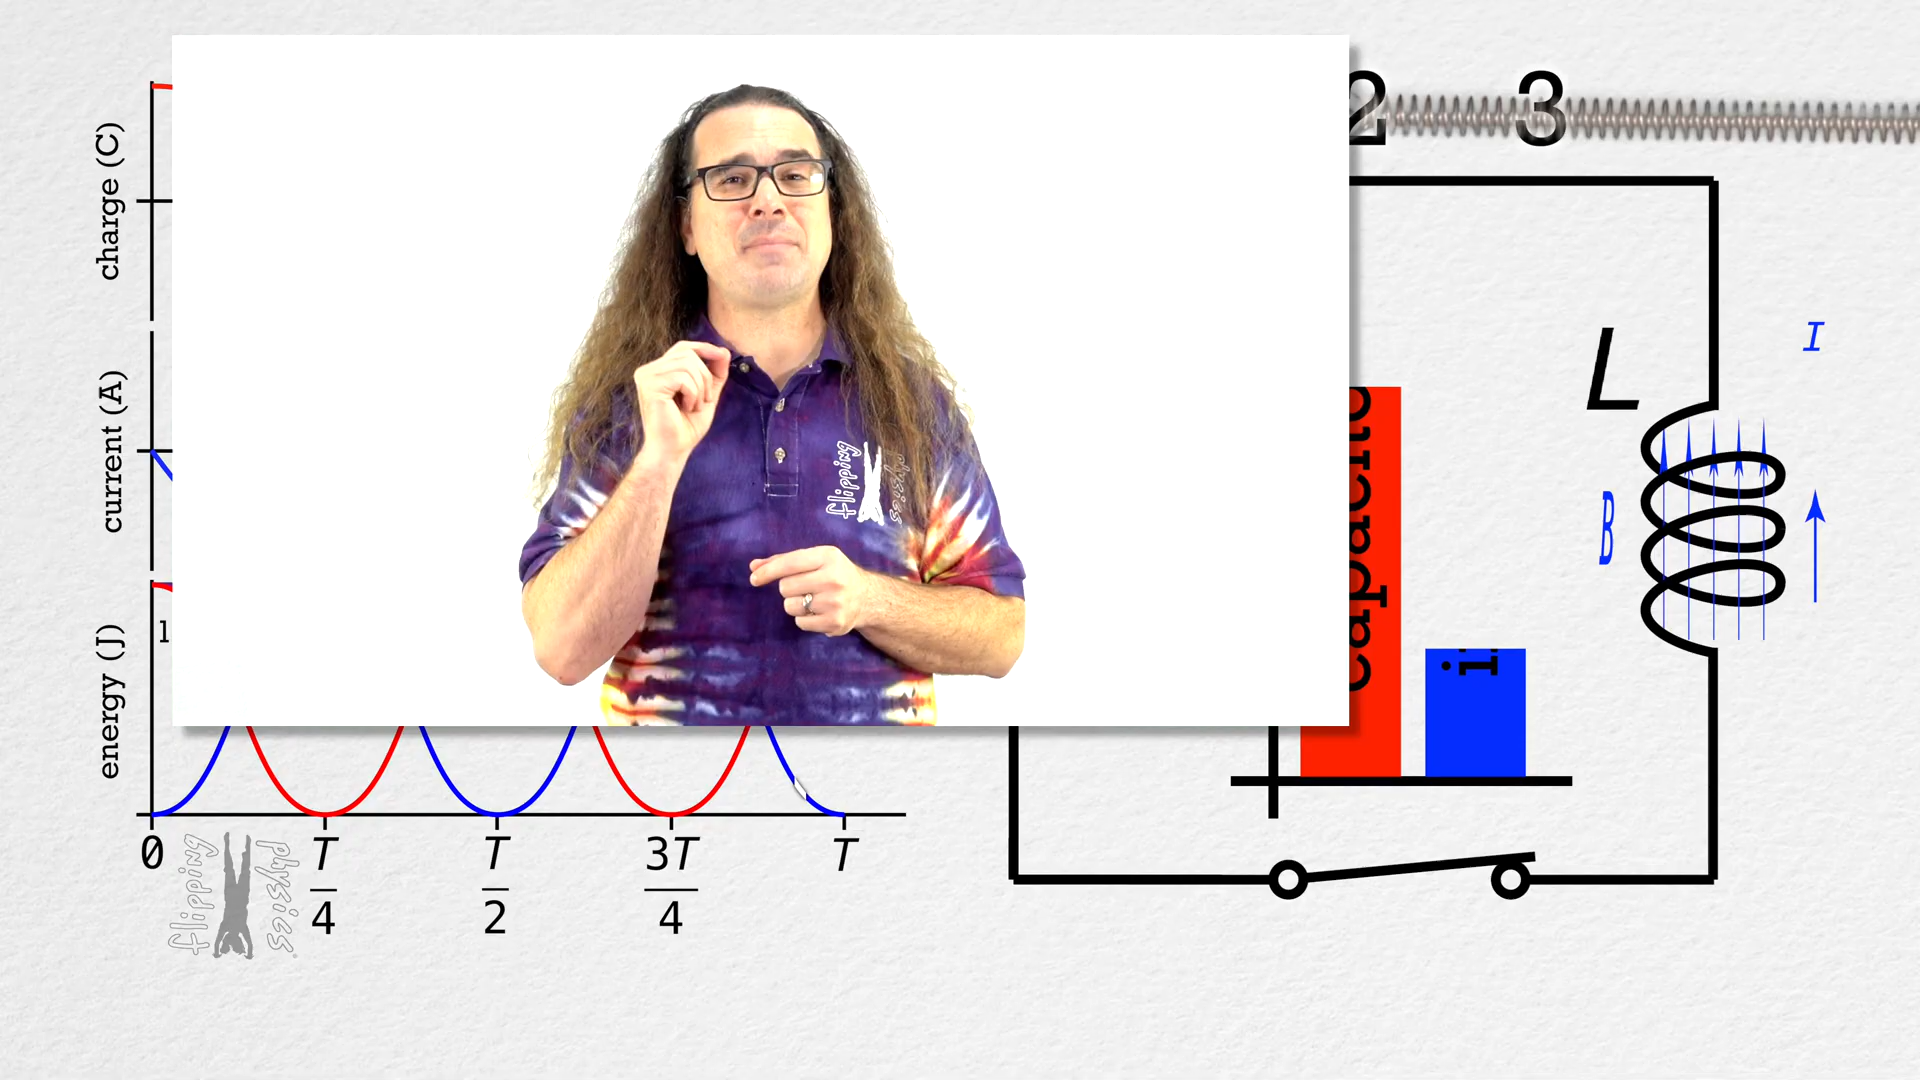 2 3
charge (C)
current (A)
energy (J)
1
L
I
B
flipping
physics
0
T
4
T
2
3T
4
T
flipping
physics